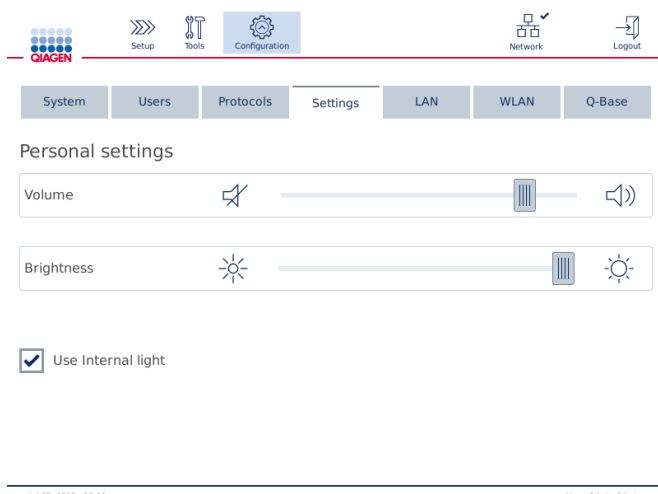 Setup Tools Configuration Network Logout
QIAGEN
System Users Protocols Settings LAN WLAN Q-Base
Personal settings
Volume
Brightness
Use Internal light